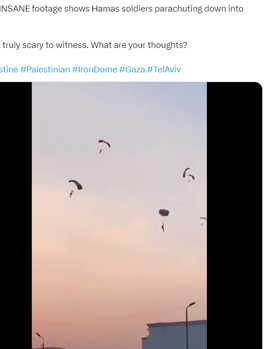 INSANE footage shows Hamas soldiers parachuting down into
truly scary to witness. What are your thoughts?
stine #Palestinian #IronDome #Gaza #TelAviv